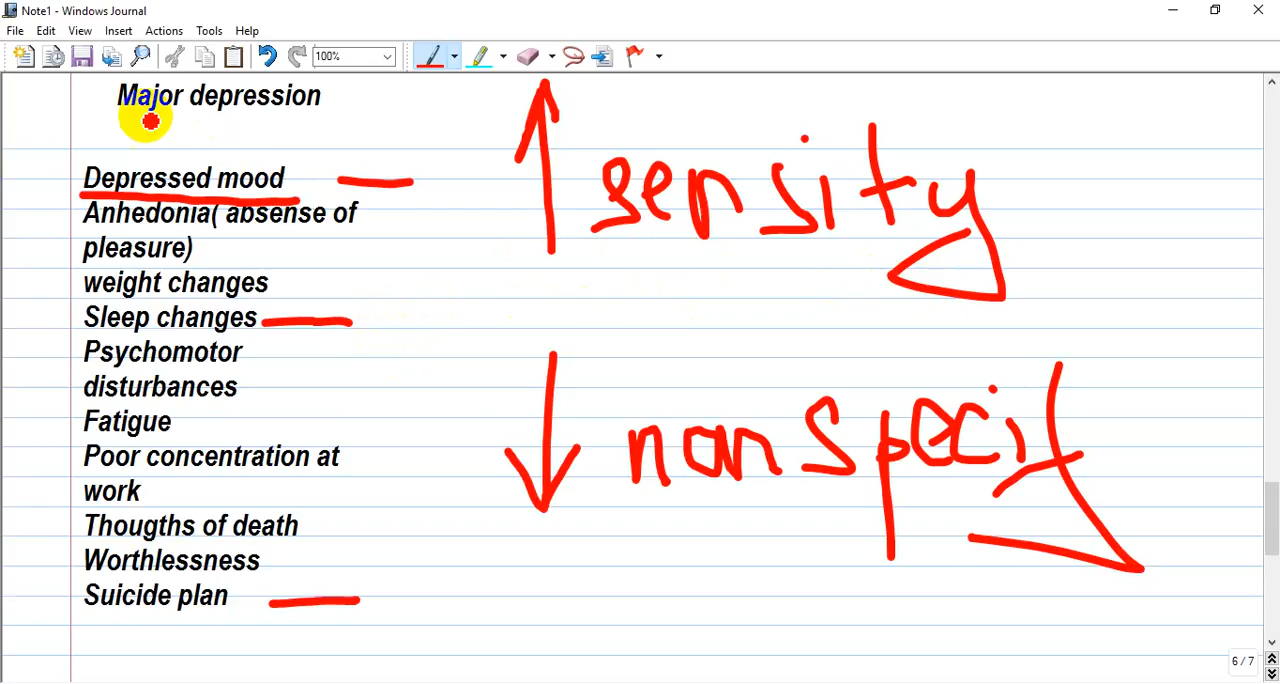 Note1 - Windows Journal
File Edit View Insert Actions Tools Help
100%
Major depression
Depressed mood
Anhedonia( absense of
pleasure)
weight changes
Sleep changes
Psychomotor
disturbances
Fatigue
Poor concentration at
work
Thougths of death
Worthlessness
Suicide plan
sensity
non specif
6 / 7